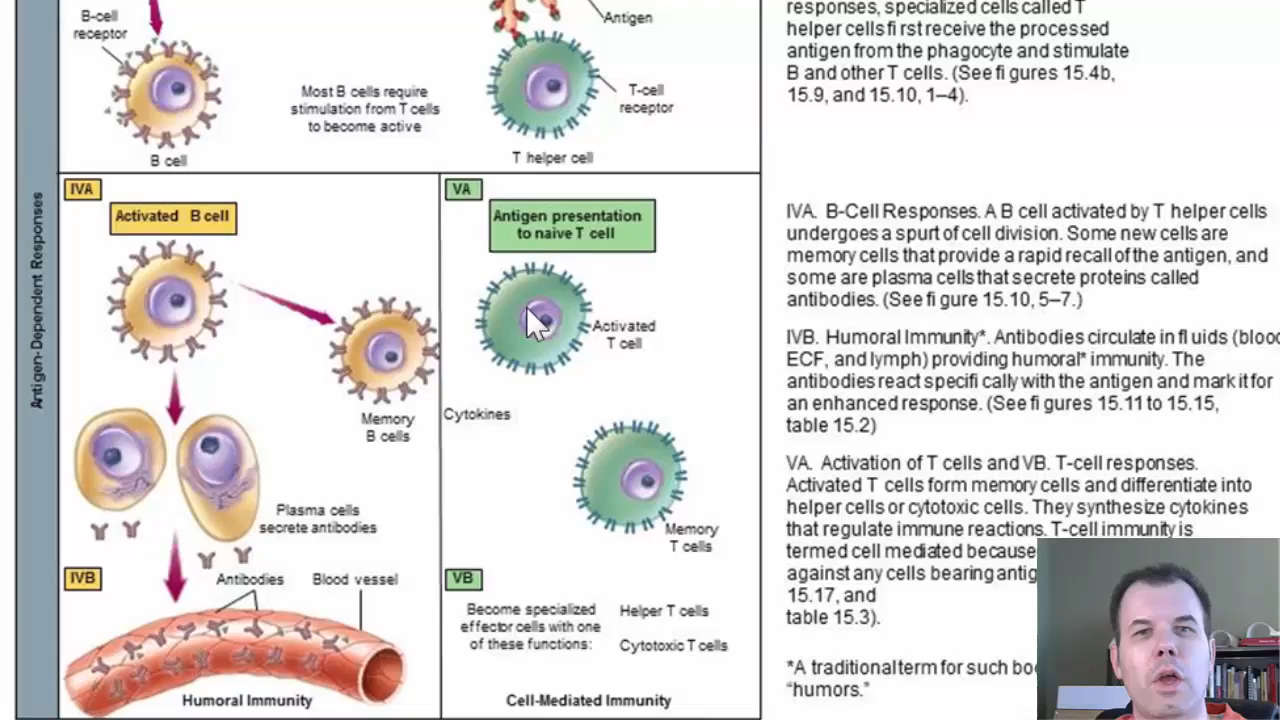 B-cell
receptor
Antigen
Most B cells require
stimulation from T cells
to become active
T-cell
receptor
B cell
T helper cell
responses, specialized cells called T
helper cells fi rst receive the processed
antigen from the phagocyte and stimulate
B and other T cells. (See fi gures 15.4b,
15.9, and 15.10, 1–4).
Antigen-Dependent Responses
IVA
Activated B cell
Memory
B cells
Plasma cells
secrete antibodies
IVB
Antibodies
Blood vessel
Humoral Immunity
VA
Antigen presentation
to naive T cell
Activated
T cell
Cytokines
Memory
T cells
VB
Become specialized
effector cells with one
of these functions:
Helper T cells
Cytotoxic T cells
Cell-Mediated Immunity
IVA. B-Cell Responses. A B cell activated by T helper cells
undergoes a spurt of cell division. Some new cells are
memory cells that provide a rapid recall of the antigen, and
some are plasma cells that secrete proteins called
antibodies. (See fi gure 15.10, 5–7.)
IVB. Humoral Immunity*. Antibodies circulate in fl uids (blood
ECF, and lymph) providing humoral* immunity. The
antibodies react specifi cally with the antigen and mark it for
an enhanced response. (See fi gures 15.11 to 15.15,
table 15.2)
VA. Activation of T cells and VB. T-cell responses.
Activated T cells form memory cells and differentiate into
helper cells or cytotoxic cells. They synthesize cytokines
that regulate immune reactions. T-cell immunity is
termed cell mediated because
against any cells bearing antig
15.17, and
table 15.3).
*A traditional term for such bo
“humors.”